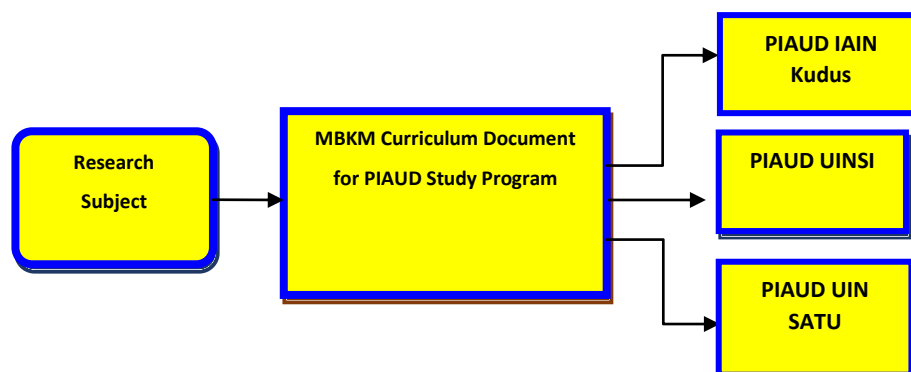 Research
Subject
MBKM Curriculum Document
for PIAUD Study Program
PIAUD IAIN
Kudus
PIAUD UINSI
PIAUD UIN
SATU